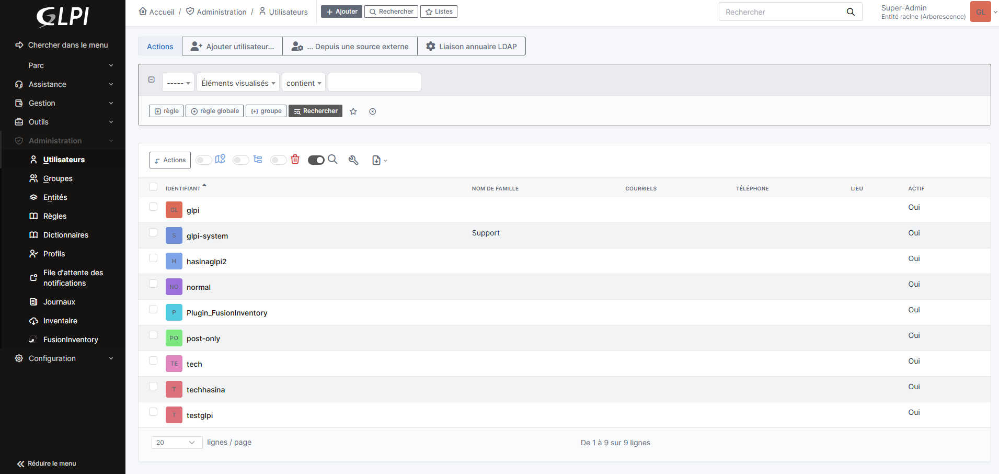 GLPI
Chercher dans le menu
Parc
Assistance
Gestion
Outils
Administration
Utilisateurs
Groupes
Entités
Règles
Dictionnaires
Profils
File d'attente des
notifications
Journaux
Inventaire
FusionInventory
Configuration
Réduire le menu
Accueil / Administration / Utilisateurs
Ajouter
Rechercher
Listes
Rechercher
Super-Admin
Entité racine (Arborescence)
GL
Actions
Ajouter utilisateur...
... Depuis une source externe
Liaison annuaire LDAP
----- Éléments visualisés contient
règle règle globale groupe Rechercher
Actions
IDENTIFIANT NOM DE FAMILLE COURRIELS TÉLÉPHONE LIEU ACTIF
GL glpi Oui
S glpi-system Support Oui
H hasinaglpi2 Oui
NO normal Oui
P Plugin_FusionInventory Oui
PO post-only Oui
TE tech Oui
T techhasina Oui
T testglpi Oui
20 lignes / page De 1 à 9 sur 9 lignes